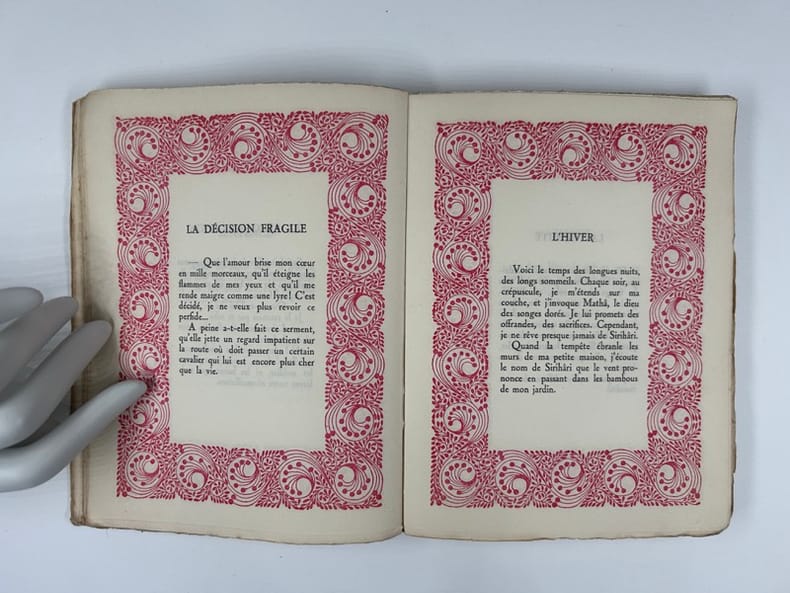 LA DÉCISION FRAGILE
— Que l'amour brise mon cœur
en mille morceaux, qu'il éteigne les
flammes de mes yeux et qu'il me
rende maigre comme une lyre! C'est
décidé, je ne veux plus revoir ce
perfide...
A peine a-t-elle fait ce serment,
qu'elle jette un regard impatient sur
la route où doit passer un certain
cavalier qui lui est encore plus cher
que la vie.
L'HIVER
Voici le temps des longues nuits,
des longs sommeils. Chaque soir, au
crépuscule, je m'étends sur ma
couche, et j'invoque Mathâ, le dieu
des songes dorés. Je lui promets des
offrandes, des sacrifices. Cependant,
je ne rêve presque jamais de Sirihâri.
Quand la tempête ébranle les
murs de ma petite maison, j'écoute
le nom de Sirihâri que le vent pro-
nonce en passant dans les bambous
de mon jardin.